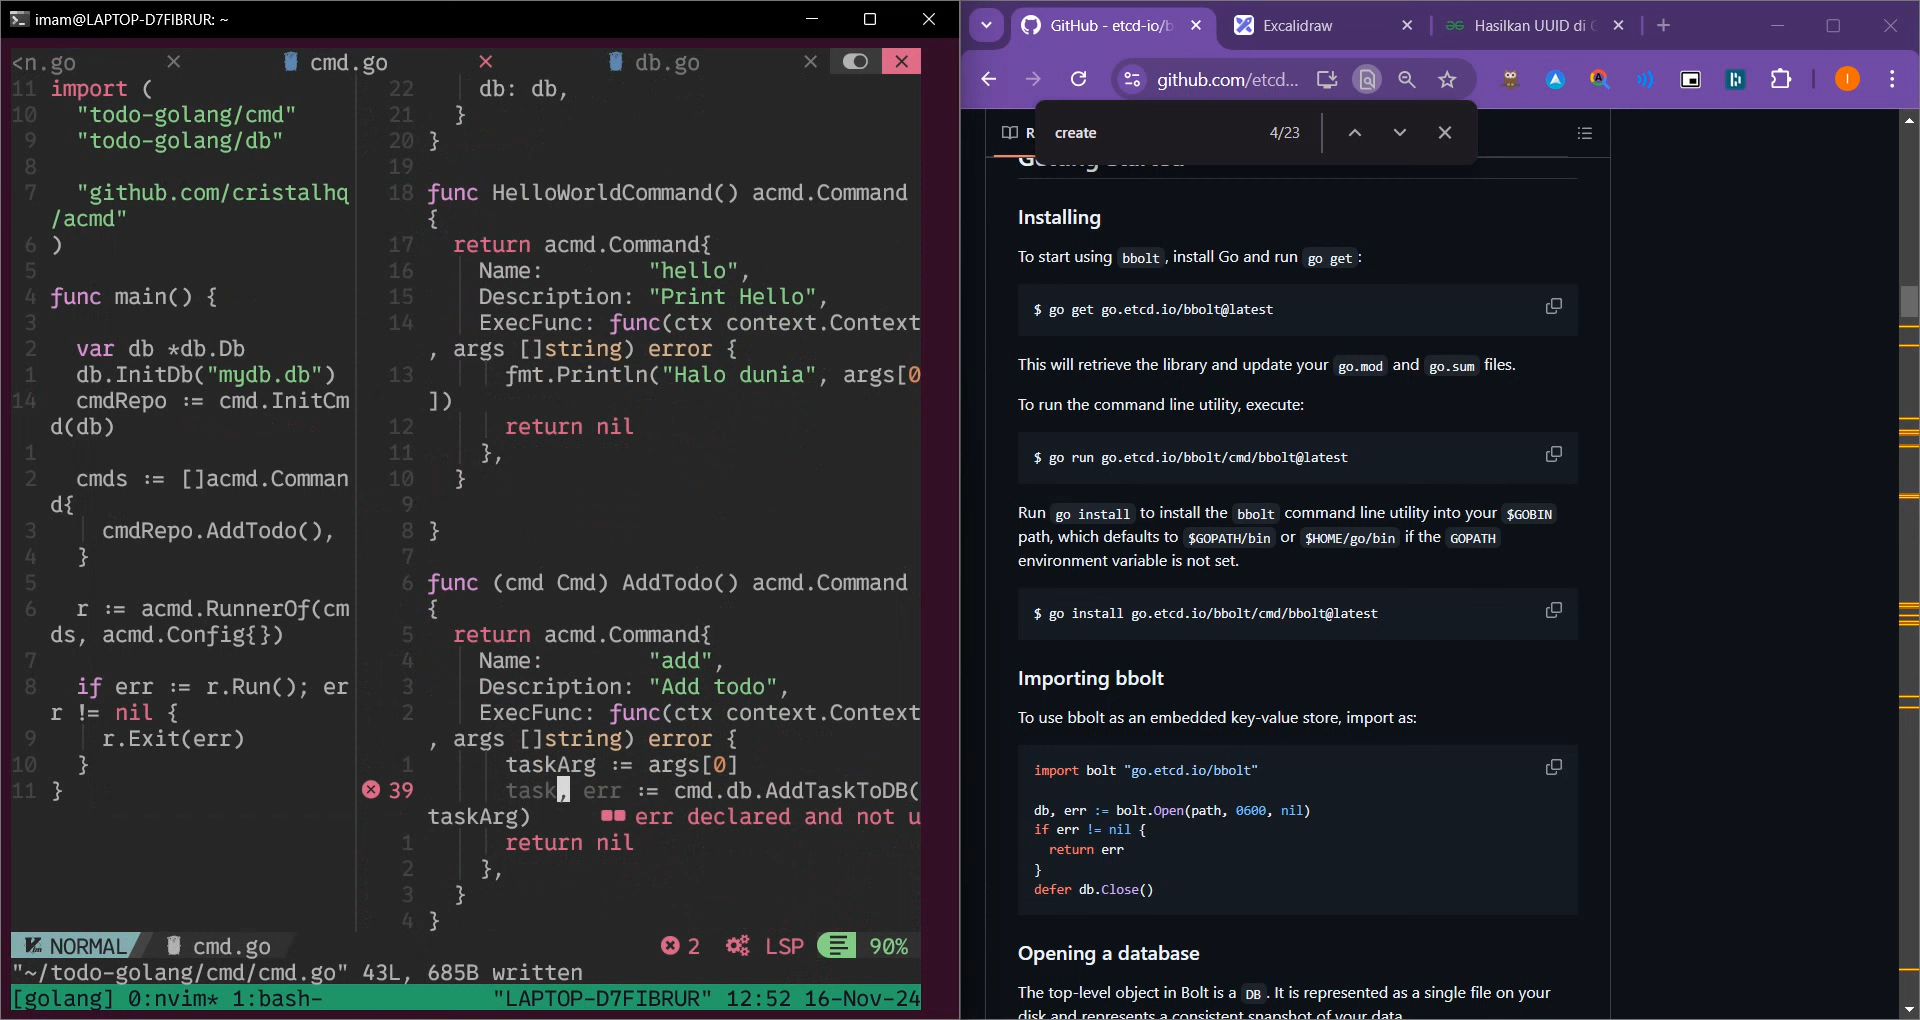 imam@LAPTOP-D7FIBRUR: ~
<n.go
cmd.go
db.go
11 import (
10 "todo-golang/cmd"
9 "todo-golang/db"
8
7 "github.com/cristalhq
/acmd"
6 )
5
4 func main() {
3
2 var db *db.Db
1 db.InitDb("mydb.db")
14 cmdRepo := cmd.InitCm
d(db)
1
2 cmds := []acmd.Comman
d{
3 cmdRepo.AddTodo(),
4 }
5
6 r := acmd.RunnerOf(cm
ds, acmd.Config{})
7
8 if err := r.Run(); er
r != nil {
9 r.Exit(err)
10 }
11 }
22 db: db,
21 }
20 }
19
18 func HelloWorldCommand() acmd.Command
{
17 return acmd.Command{
16 Name: "hello",
15 Description: "Print Hello",
14 ExecFunc: func(ctx context.Context
, args []string) error {
13 fmt.Println("Halo dunia", args[0
])
12 return nil
11 },
10 }
9
8 }
7
6 func (cmd Cmd) AddTodo() acmd.Command
{
5 return acmd.Command{
4 Name: "add",
3 Description: "Add todo",
2 ExecFunc: func(ctx context.Context
, args []string) error {
1 taskArg := args[0]
39 task, err := cmd.db.AddTaskToDB(
taskArg) err declared and not u
1 return nil
2 },
3 }
4 }
NORMAL cmd.go 2 LSP 90%
"~/todo-golang/cmd/cmd.go" 43L, 685B written
[golang] 0:nvim* 1:bash- "LAPTOP-D7FIBRUR" 12:52 16-Nov-24
GitHub - etcd-io/b
Excalidraw
Hasilkan UUID di
github.com/etcd...
I
create 4/23
R
Getting Started
Installing
To start using bbolt, install Go and run go get:
$ go get go.etcd.io/bbolt@latest
This will retrieve the library and update your go.mod and go.sum files.
To run the command line utility, execute:
$ go run go.etcd.io/bbolt/cmd/bbolt@latest
Run go install to install the bbolt command line utility into your $GOBIN
path, which defaults to $GOPATH/bin or $HOME/go/bin if the GOPATH
environment variable is not set.
$ go install go.etcd.io/bbolt/cmd/bbolt@latest
Importing bbolt
To use bbolt as an embedded key-value store, import as:
import bolt "go.etcd.io/bbolt"
db, err := bolt.Open(path, 0600, nil)
if err != nil {
return err
}
defer db.Close()
Opening a database
The top-level object in Bolt is a DB. It is represented as a single file on your
disk and represents a consistent snapshot of your data.